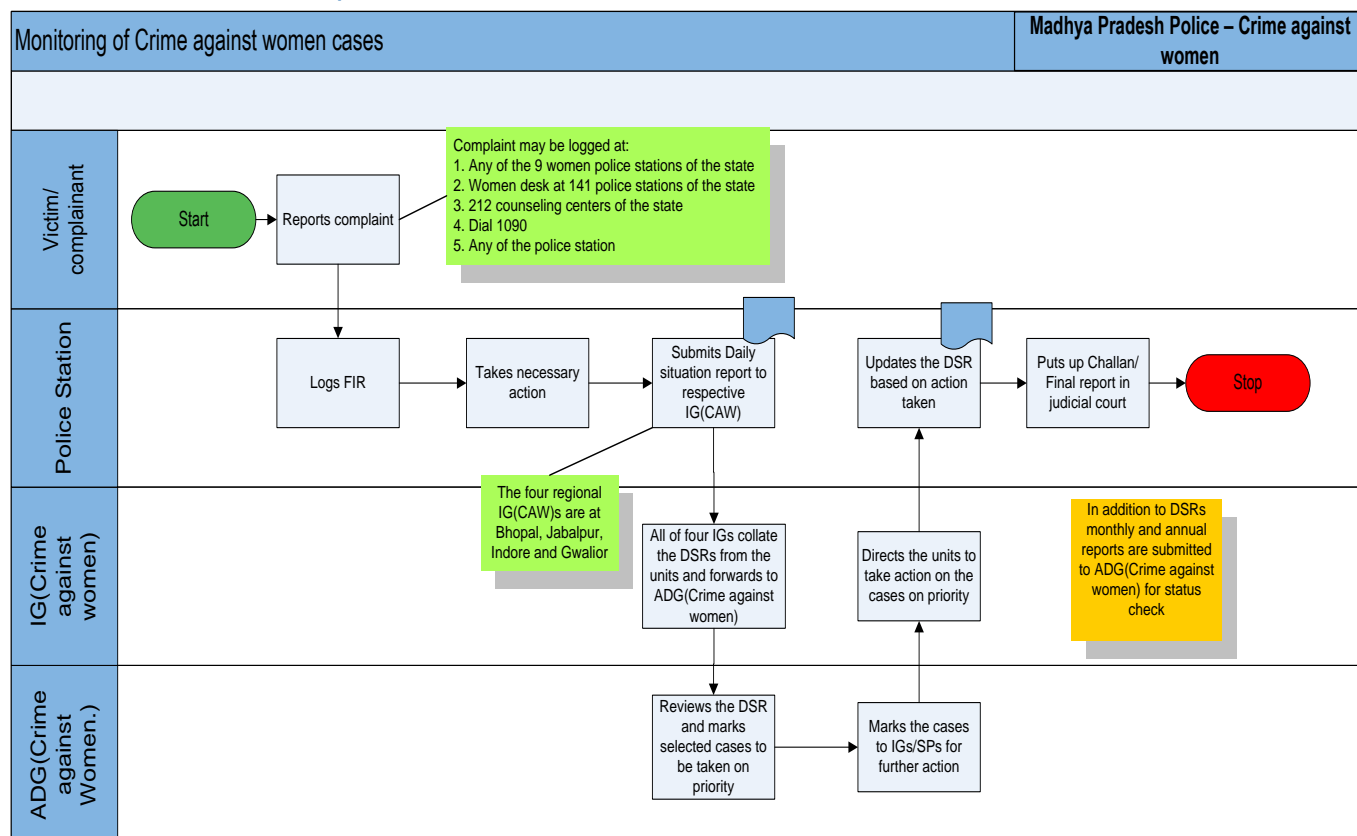 Monitoring of Crime against women cases
Madhya Pradesh Police – Crime against
women
Victim/
complainant
Start
Reports complaint
Complaint may be logged at:
1. Any of the 9 women police stations of the state
2. Women desk at 141 police stations of the state
3. 212 counseling centers of the state
4. Dial 1090
5. Any of the police station
Police Station
Logs FIR
Takes necessary
action
Submits Daily
situation report to
respective
IG(CAW)
Updates the DSR
based on action
taken
Puts up Challan/
Final report in
judicial court
Stop
IG(Crime
against
women)
The four regional
IG(CAW)s are at
Bhopal, Jabalpur,
Indore and Gwalior
All of four IGs collate
the DSRs from the
units and forwards to
ADG(Crime against
women)
Directs the units to
take action on the
cases on priority
In addition to DSRs
monthly and annual
reports are submitted
to ADG(Crime against
women) for status
check
ADG(Crime
against
Women.)
Reviews the DSR
and marks
selected cases to
be taken on
priority
Marks the cases
to IGs/SPs for
further action